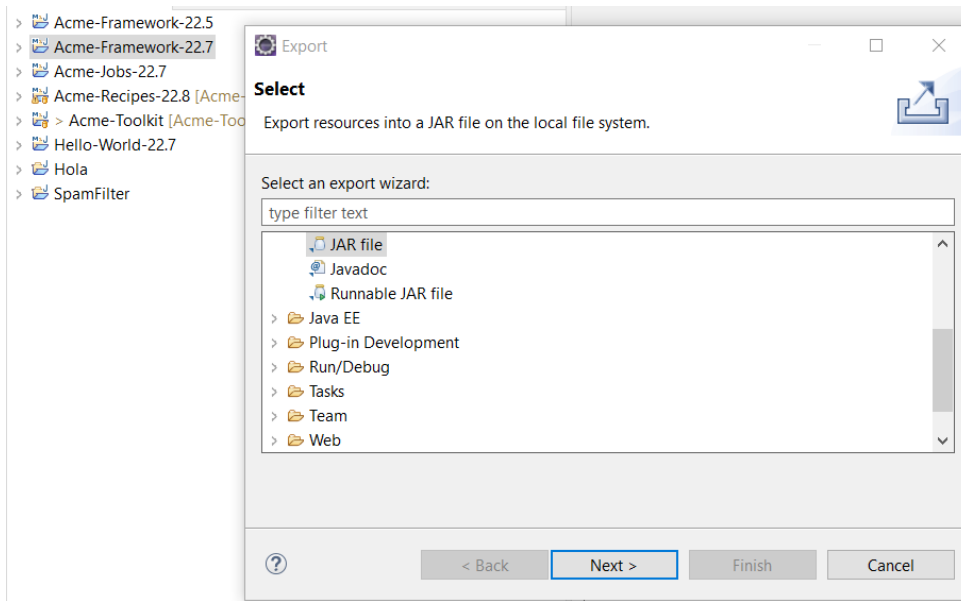 Acme-Framework-22.5
Acme-Framework-22.7
Acme-Jobs-22.7
Acme-Recipes-22.8 [Acme-
> Acme-Toolkit [Acme-Too
Hello-World-22.7
Hola
SpamFilter
Export
Select
Export resources into a JAR file on the local file system.
Select an export wizard:
type filter text
JAR file
Javadoc
Runnable JAR file
Java EE
Plug-in Development
Run/Debug
Tasks
Team
Web
< Back Next > Finish Cancel